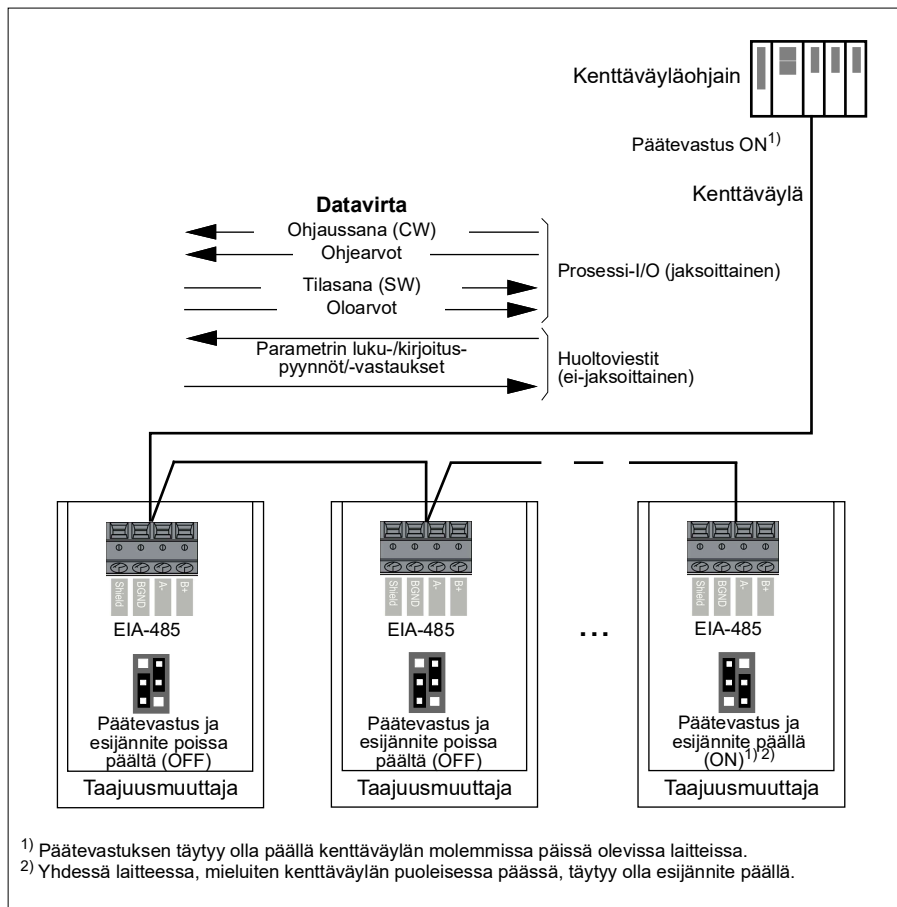 Kenttäväyläohjain
Päätevastus ON1)
Kenttäväylä
Datavirta
Ohjaussana (CW)
Ohjearvot
Tilasana (SW)
Oloarvot
Prosessi-I/O (jaksoittainen)
Parametrin luku-/kirjoitus-
pyynnöt/-vastaukset
Huoltoviestit
(ei-jaksoittainen)
Shield
BGND
A-
B+
EIA-485
Päätevastus ja
esijännite poissa
päältä (OFF)
Taajuusmuuttaja
Shield
BGND
A-
B+
EIA-485
Päätevastus ja
esijännite poissa
päältä (OFF)
Taajuusmuuttaja
...
Shield
BGND
A-
B+
EIA-485
Päätevastus ja
esijännite päällä
(ON)1) 2)
Taajuusmuuttaja
1) Päätevastuksen täytyy olla päällä kenttäväylän molemmissa päissä olevissa laitteissa.
2) Yhdessä laitteessa, mieluiten kenttäväylän puoleisessa päässä, täytyy olla esijännite päällä.